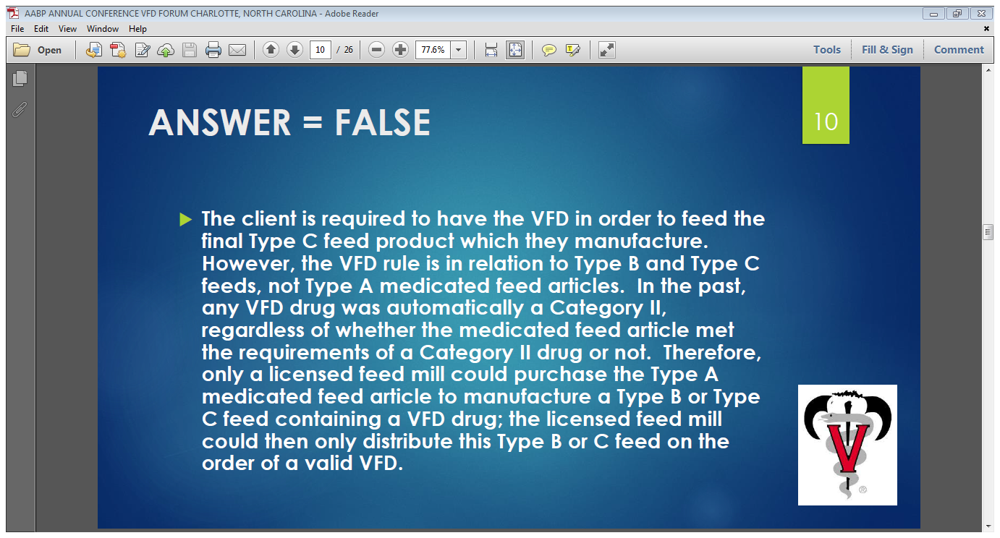 AABP ANNUAL CONFERENCE VFD FORUM CHARLOTTE, NORTH CAROLINA - Adobe Reader
File Edit View Window Help
Open 10 / 26 77.6% Tools Fill & Sign Comment
ANSWER = FALSE
10
The client is required to have the VFD in order to feed the
final Type C feed product which they manufacture.
However, the VFD rule is in relation to Type B and Type C
feeds, not Type A medicated feed articles. In the past,
any VFD drug was automatically a Category II,
regardless of whether the medicated feed article met
the requirements of a Category II drug or not. Therefore,
only a licensed feed mill could purchase the Type A
medicated feed article to manufacture a Type B or Type
C feed containing a VFD drug; the licensed feed mill
could then only distribute this Type B or C feed on the
order of a valid VFD.
V
®